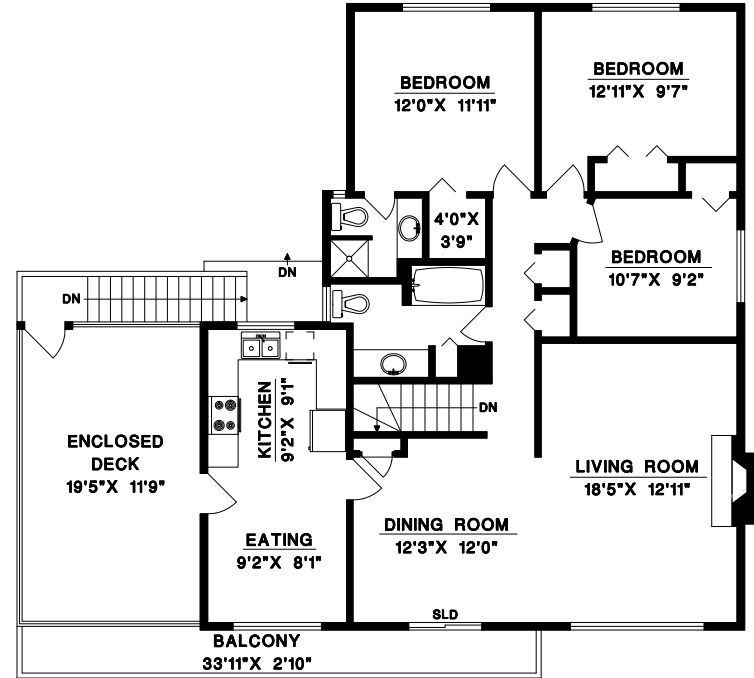 BEDROOM
12'0"X 11'11"
BEDROOM
12'11"X 9'7"
4'0"X
3'9"
BEDROOM
10'7"X 9'2"
DN
DN
DN
KITCHEN
9'2"X 9'1"
ENCLOSED
DECK
19'5"X 11'9"
LIVING ROOM
18'5"X 12'11"
DINING ROOM
12'3"X 12'0"
EATING
9'2"X 8'1"
SLD
BALCONY
33'11"X 2'10"